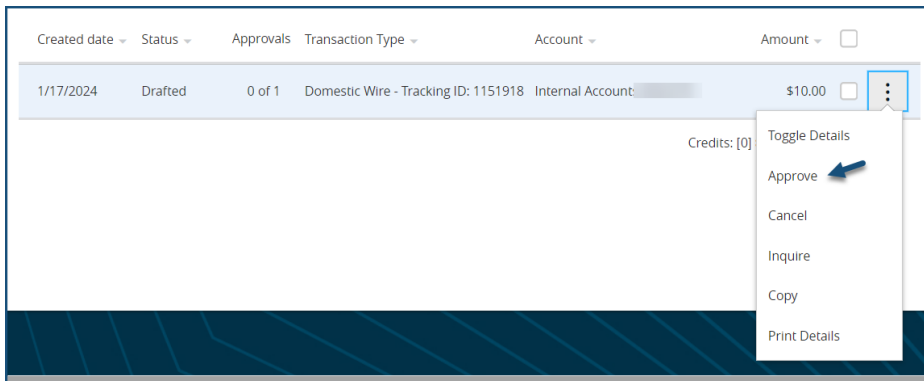 Created date Status Approvals Transaction Type Account Amount
1/17/2024 Drafted 0 of 1 Domestic Wire - Tracking ID: 1151918 Internal Account: $10.00
Credits: [0]
Toggle Details
Approve
Cancel
Inquire
Copy
Print Details